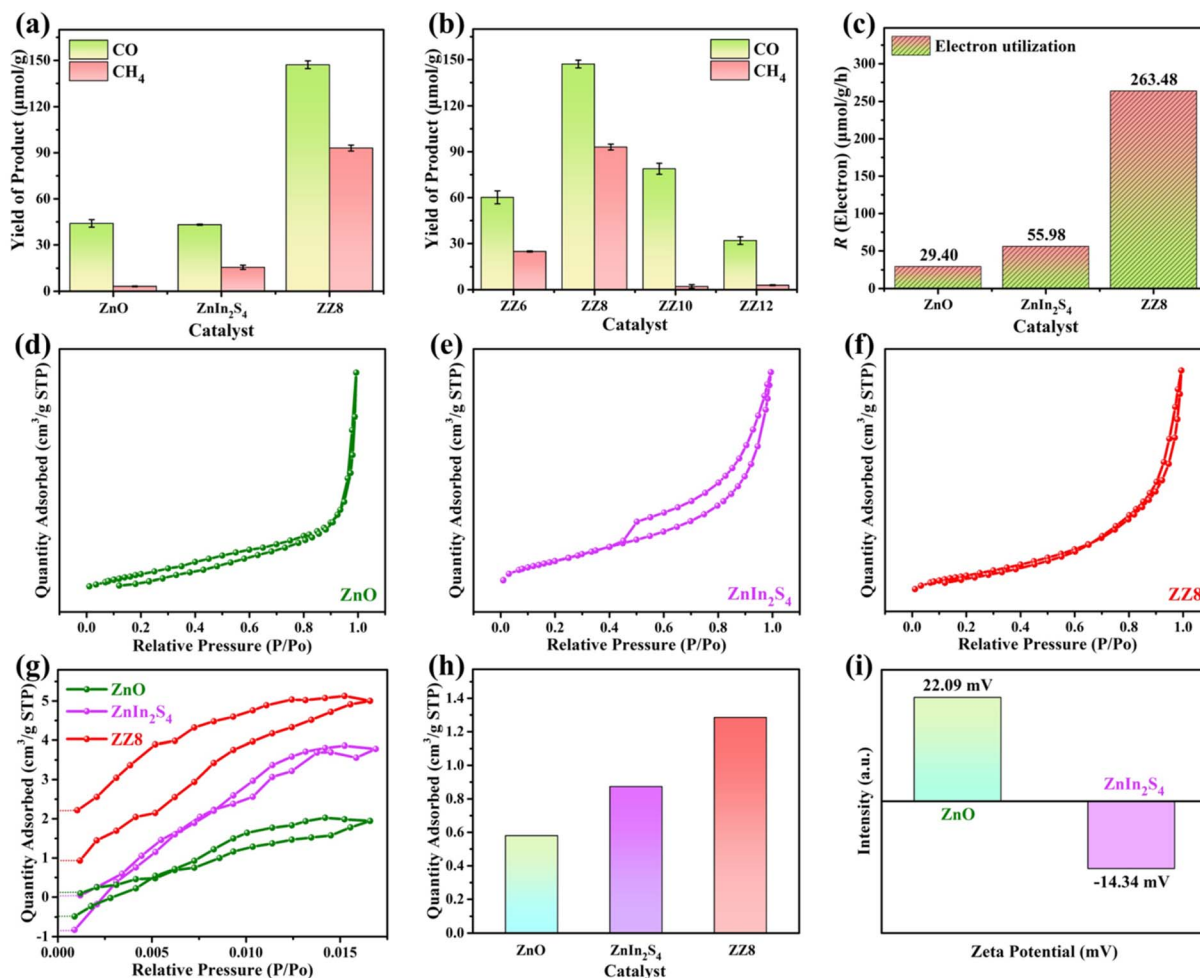 (a)
CO
CH₄
Yield of Product (μmol/g)
150
120
90
60
30
0
ZnO ZnIn₂S₄ ZZ8
Catalyst
(b)
CO
CH₄
Yield of Product (μmol/g)
150
120
90
60
30
0
ZZ6 ZZ8 ZZ10 ZZ12
Catalyst
(c)
Electron utilization
R (Electron) (μmol/g/h)
300
250
200
150
100
50
0
29.40
55.98
263.48
ZnO ZnIn₂S₄ ZZ8
Catalyst
(d)
Quantity Adsorbed (cm³/g STP)
ZnO
0.0 0.2 0.4 0.6 0.8 1.0
Relative Pressure (P/Po)
(e)
Quantity Adsorbed (cm³/g STP)
ZnIn₂S₄
0.0 0.2 0.4 0.6 0.8 1.0
Relative Pressure (P/Po)
(f)
Quantity Adsorbed (cm³/g STP)
ZZ8
0.0 0.2 0.4 0.6 0.8 1.0
Relative Pressure (P/Po)
(g)
ZnO
ZnIn₂S₄
ZZ8
Quantity Adsorbed (cm³/g STP)
5
4
3
2
1
0
-1
0.000 0.005 0.010 0.015
Relative Pressure (P/Po)
(h)
Quantity Adsorbed (cm³/g STP)
1.4
1.2
1.0
0.8
0.6
0.4
0.2
0.0
ZnO ZnIn₂S₄ ZZ8
Catalyst
(i)
Intensity (a.u.)
22.09 mV
ZnO
ZnIn₂S₄
-14.34 mV
Zeta Potential (mV)